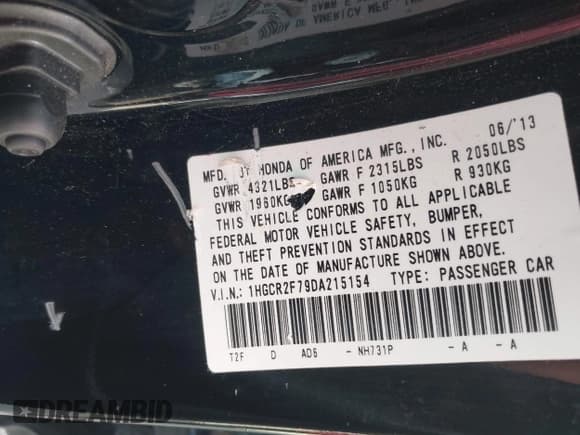 MFD. BY HONDA OF AMERICA MFG., INC. 06/'13
GVWR 4321LBS GAWR F 2315LBS R 2050LBS
GVWR 1960KG GAWR F 1050KG R 930KG
THIS VEHICLE CONFORMS TO ALL APPLICABLE
FEDERAL MOTOR VEHICLE SAFETY, BUMPER,
AND THEFT PREVENTION STANDARDS IN EFFECT
ON THE DATE OF MANUFACTURE SHOWN ABOVE.
V.I.N.: 1HGCR2F79DA215154 TYPE: PASSENGER CAR
T2F D AD6 - NH731P - A - A
DREAMBID